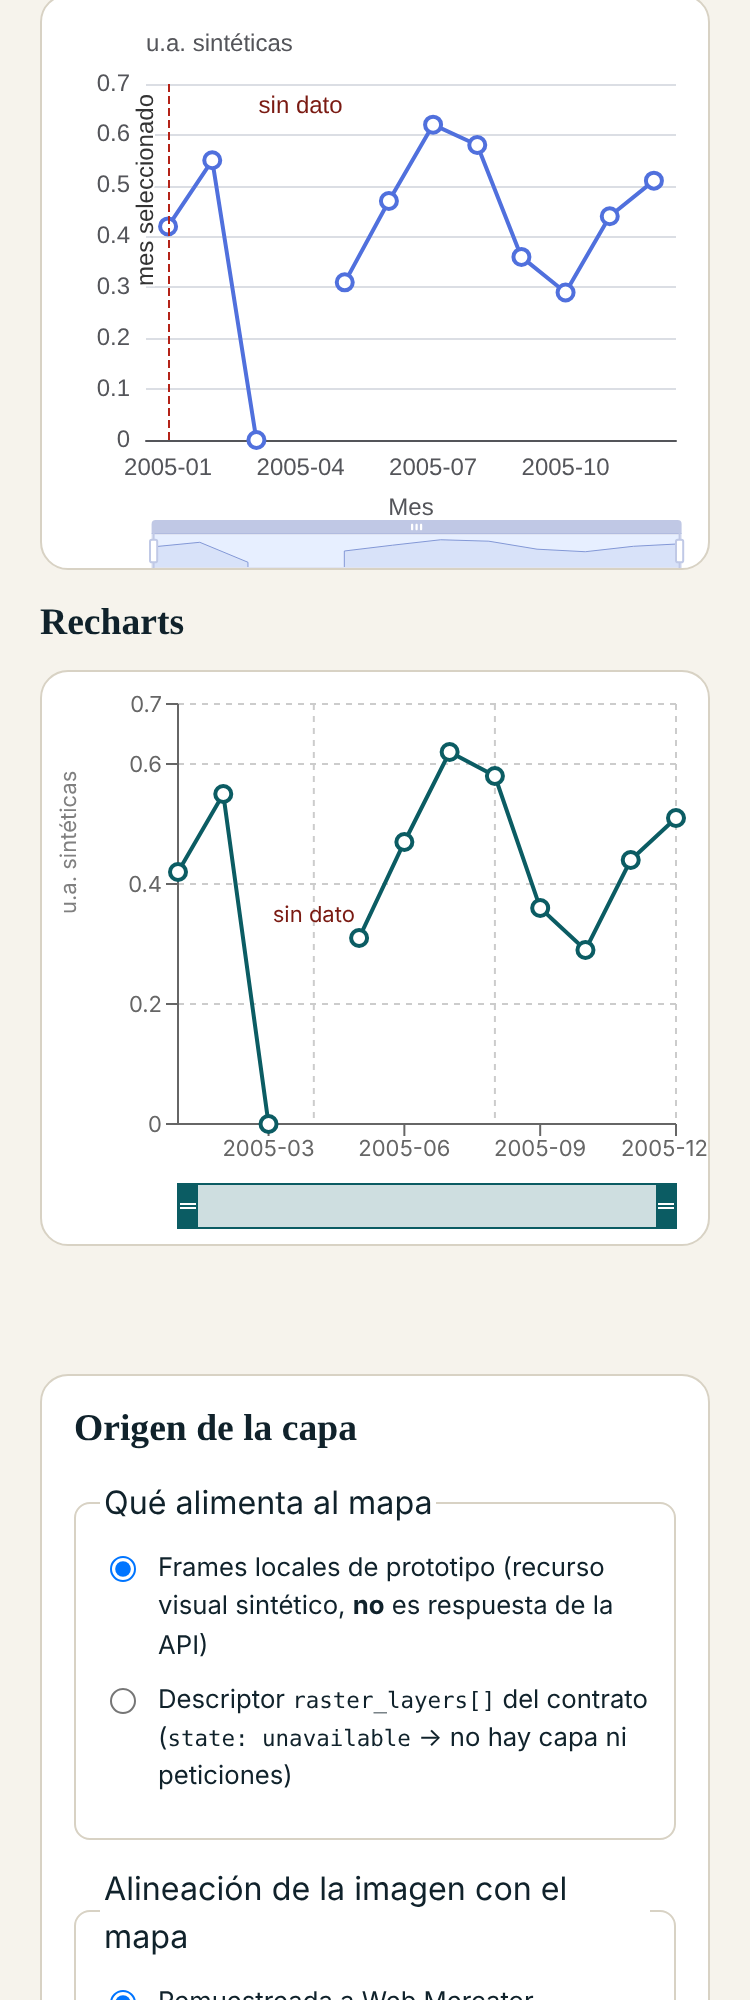 u.a. sintéticas
0.7
sin dato
0.6
mes seleccionado
0.5
0.4
0.3
0.2
0.1
0
2005-01 2005-04 2005-07 2005-10
Mes
Recharts
0.7
0.6
u.a. sintéticas
0.4
sin dato
0.2
0
2005-03 2005-06 2005-09 2005-12
Origen de la capa
Qué alimenta al mapa
Frames locales de prototipo (recurso
visual sintético, no es respuesta de la
API)
Descriptor raster_layers[] del contrato
(state: unavailable → no hay capa ni
peticiones)
Alineación de la imagen con el
mapa
Remuestreada a Web Mercator